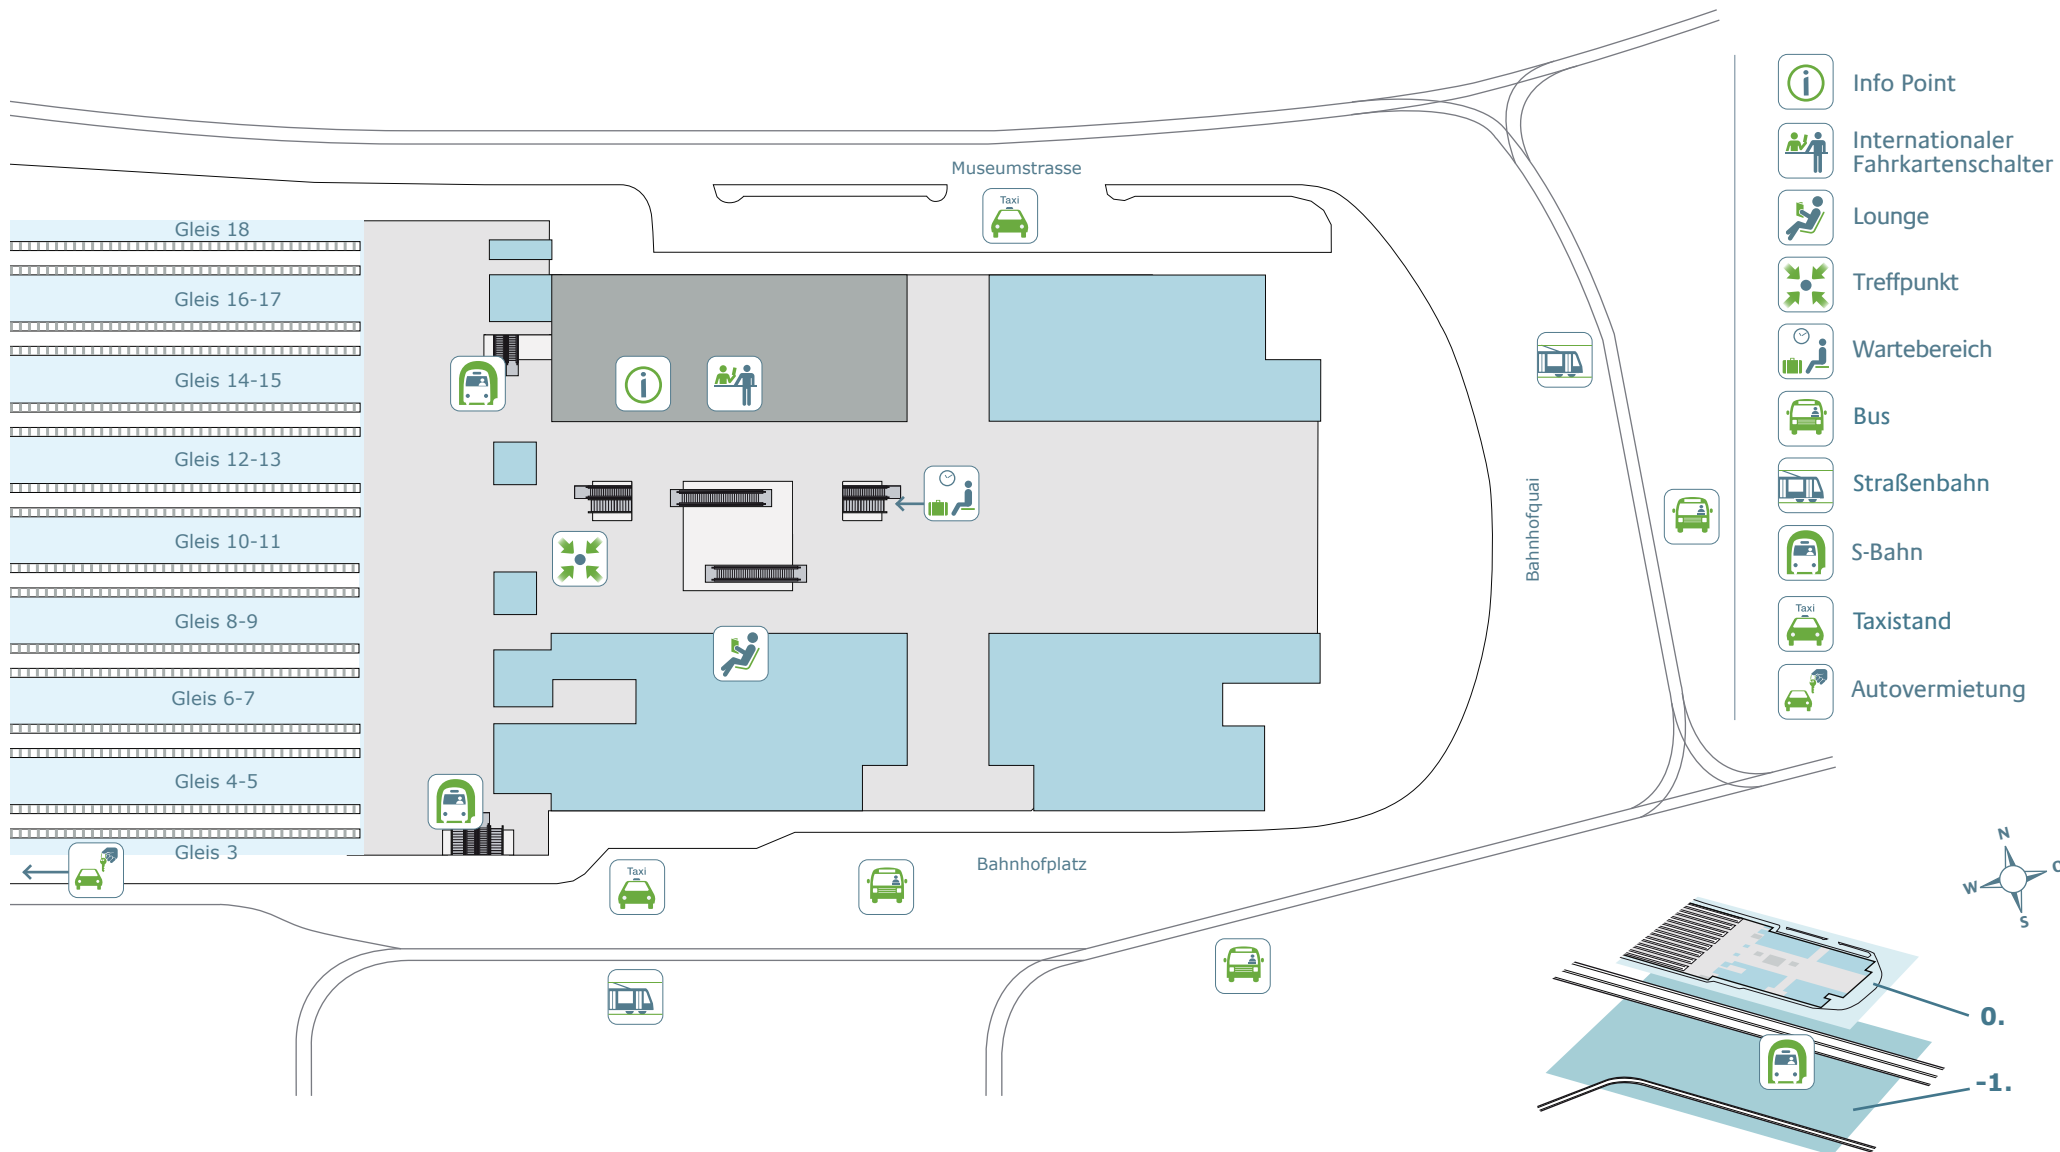 Museumstrasse
Taxi
Gleis 18
Gleis 16-17
Gleis 14-15
Gleis 12-13
Gleis 10-11
Gleis 8-9
Gleis 6-7
Gleis 4-5
Gleis 3
Bahnhofquai
Bahnhofplatz
Taxi
Info Point
Internationaler
Fahrkartenschalter
Lounge
Treffpunkt
Wartebereich
Bus
Straßenbahn
S-Bahn
Taxi
Taxistand
Autovermietung
N
O
W
S
0.
-1.